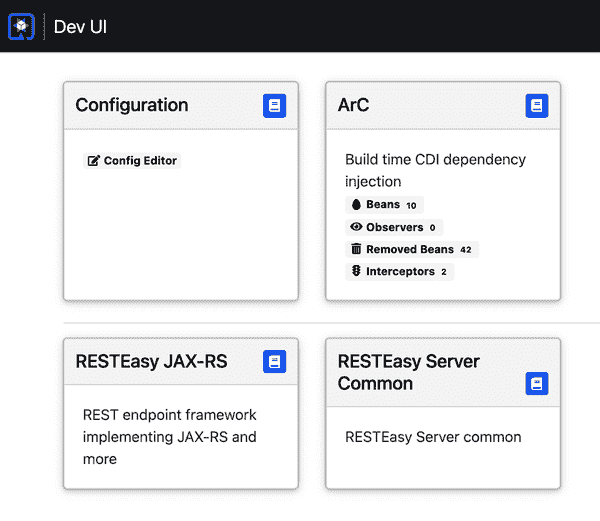 Dev UI
Configuration
Config Editor
ArC
Build time CDI dependency
injection
Beans 10
Observers 0
Removed Beans 42
Interceptors 2
RESTEasy JAX-RS
REST endpoint framework
implementing JAX-RS and
more
RESTEasy Server
Common
RESTEasy Server common